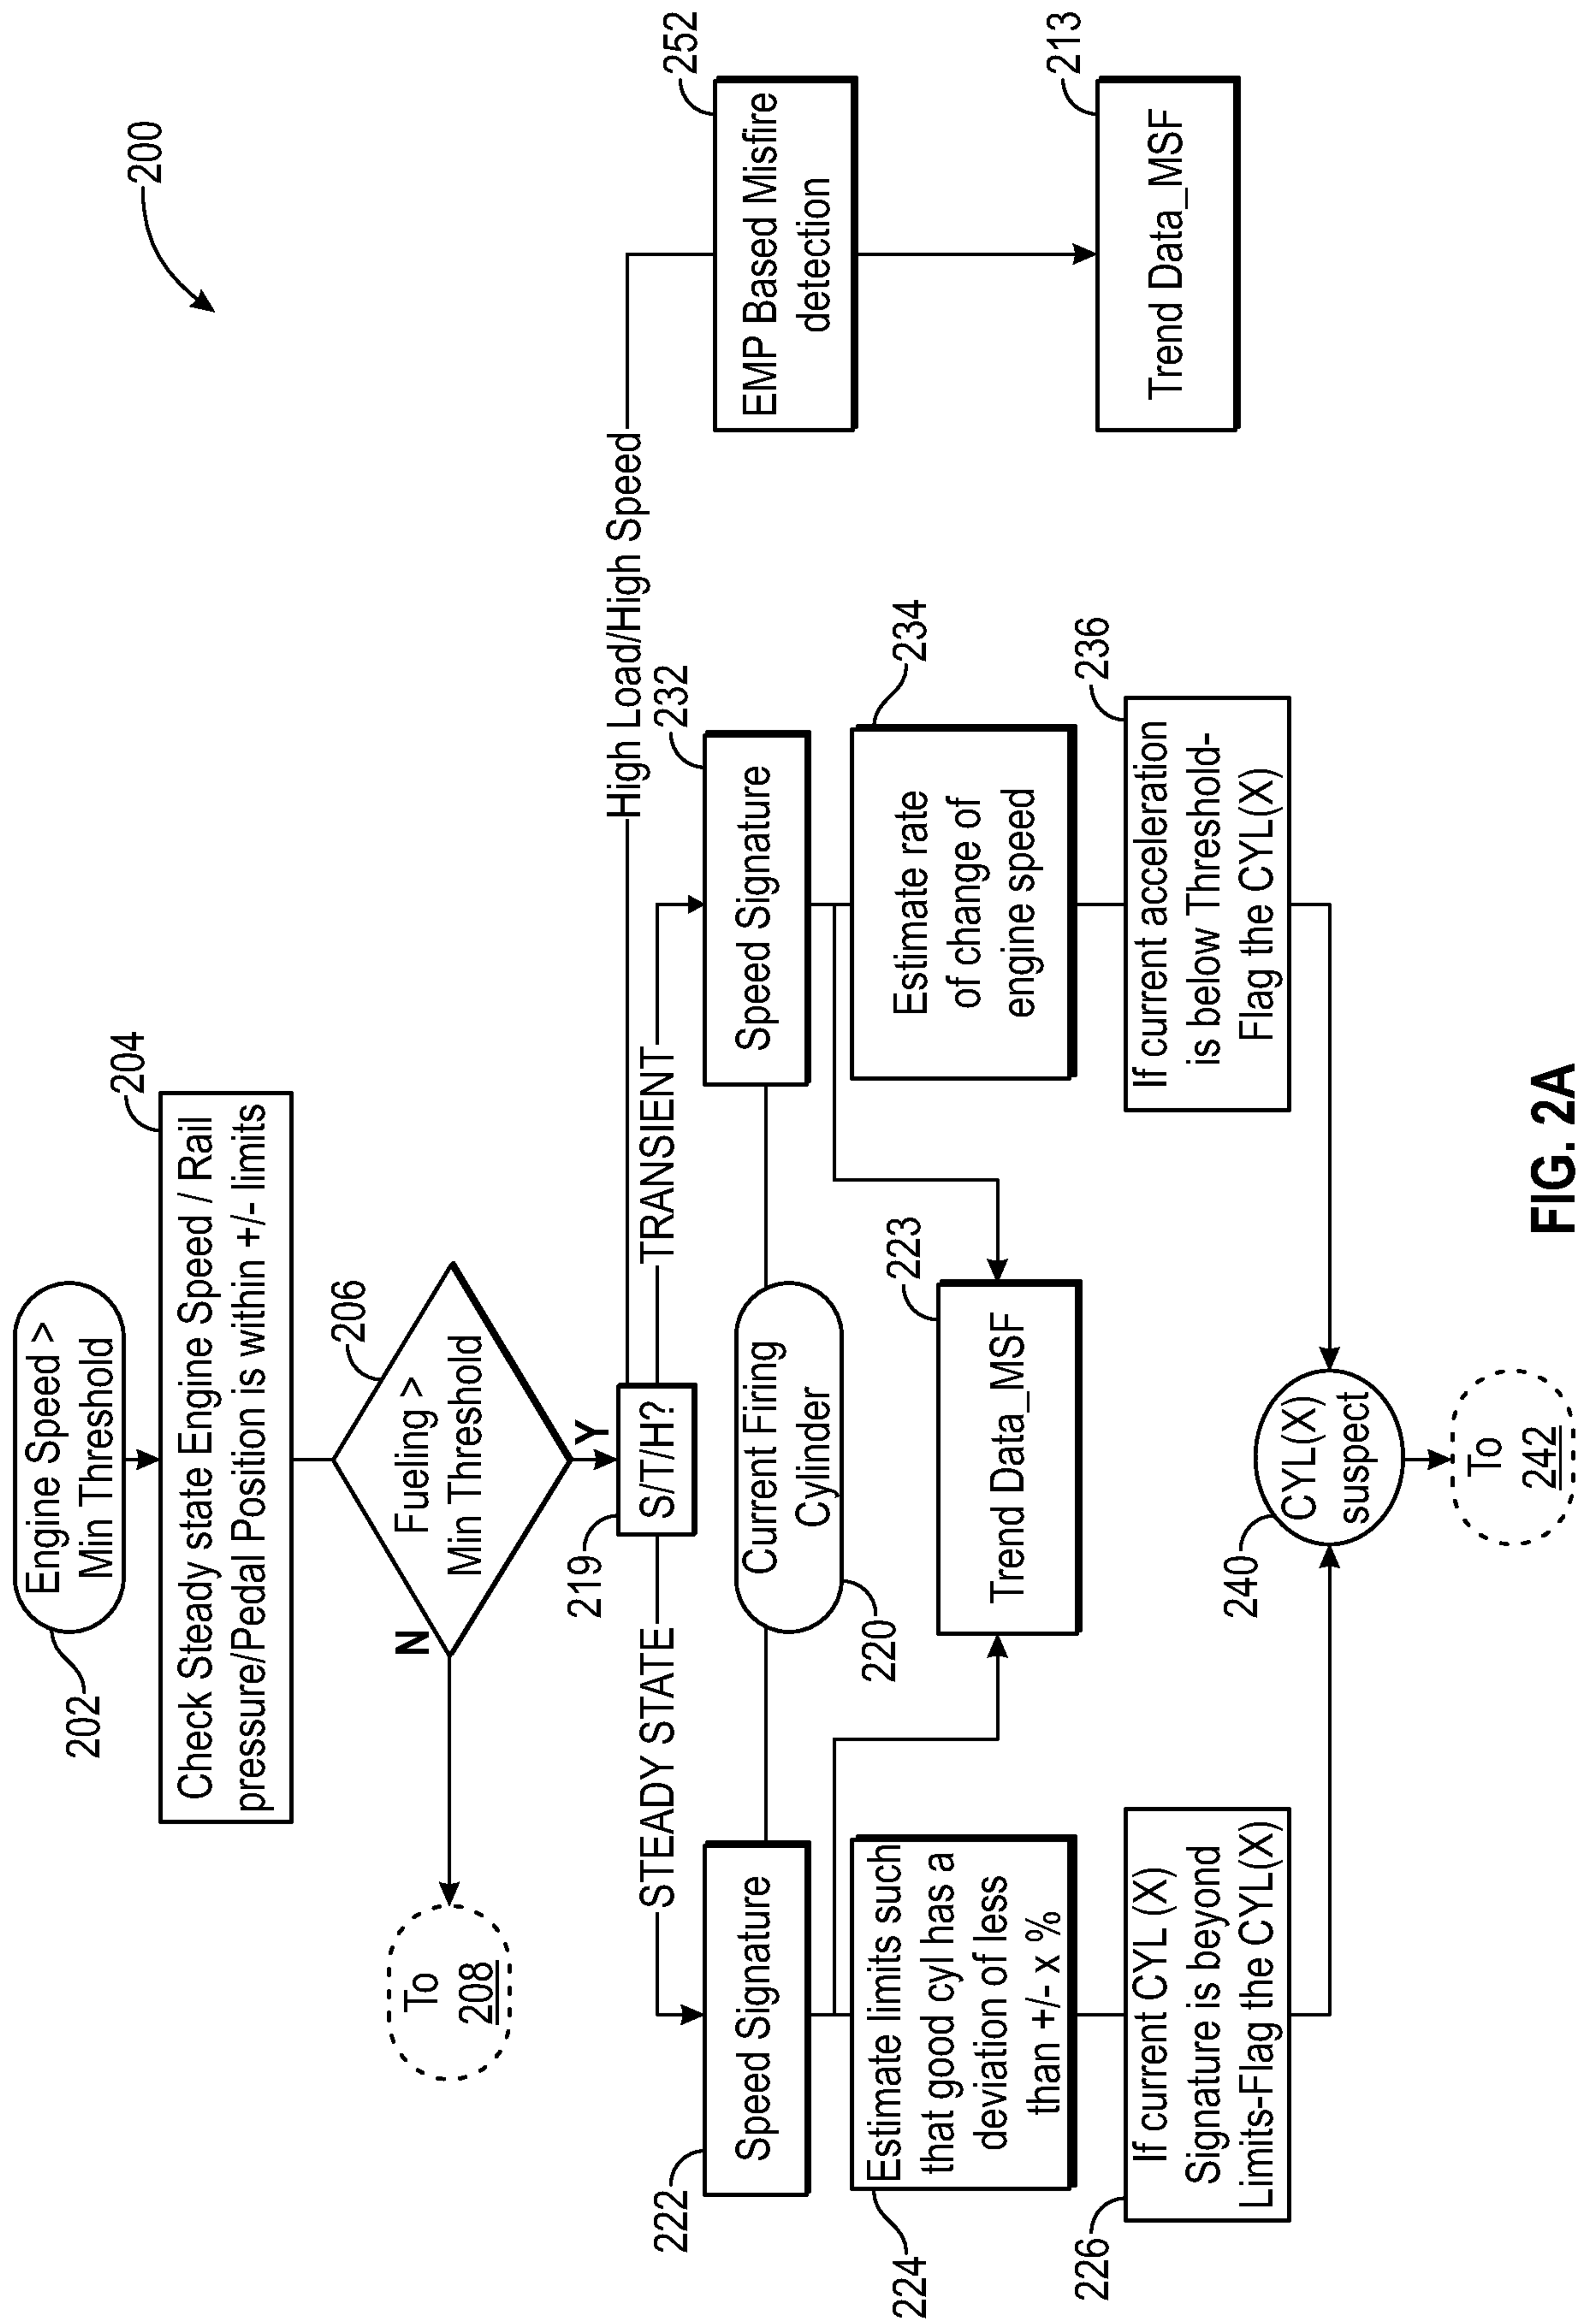 200
202
Engine Speed >
Min Threshold
204
Check Steady state Engine Speed / Rail
pressure/Pedal Position is within +/- limits
206
Fueling >
Min Threshold
N
Y
To
208
219
S/T/H?
STEADY STATE
TRANSIENT
High Load/High Speed
222
Speed Signature
220
Current Firing
Cylinder
232
Speed Signature
252
EMP Based Misfire
detection
224
Estimate limits such
that good cyl has a
deviation of less
than +/- x %
223
Trend Data_MSF
234
Estimate rate
of change of
engine speed
213
Trend Data_MSF
226
If current CYL (X)
Signature is beyond
Limits-Flag the CYL(X)
236
If current acceleration
is below Threshold-
Flag the CYL(X)
240
CYL(X)
suspect
To
242
FIG. 2A